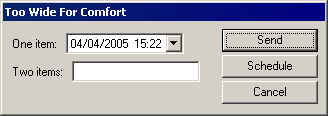 Too Wide For Comfort
One item: 04/04/2005 15:22 Send
Schedule
Two items:
Cancel